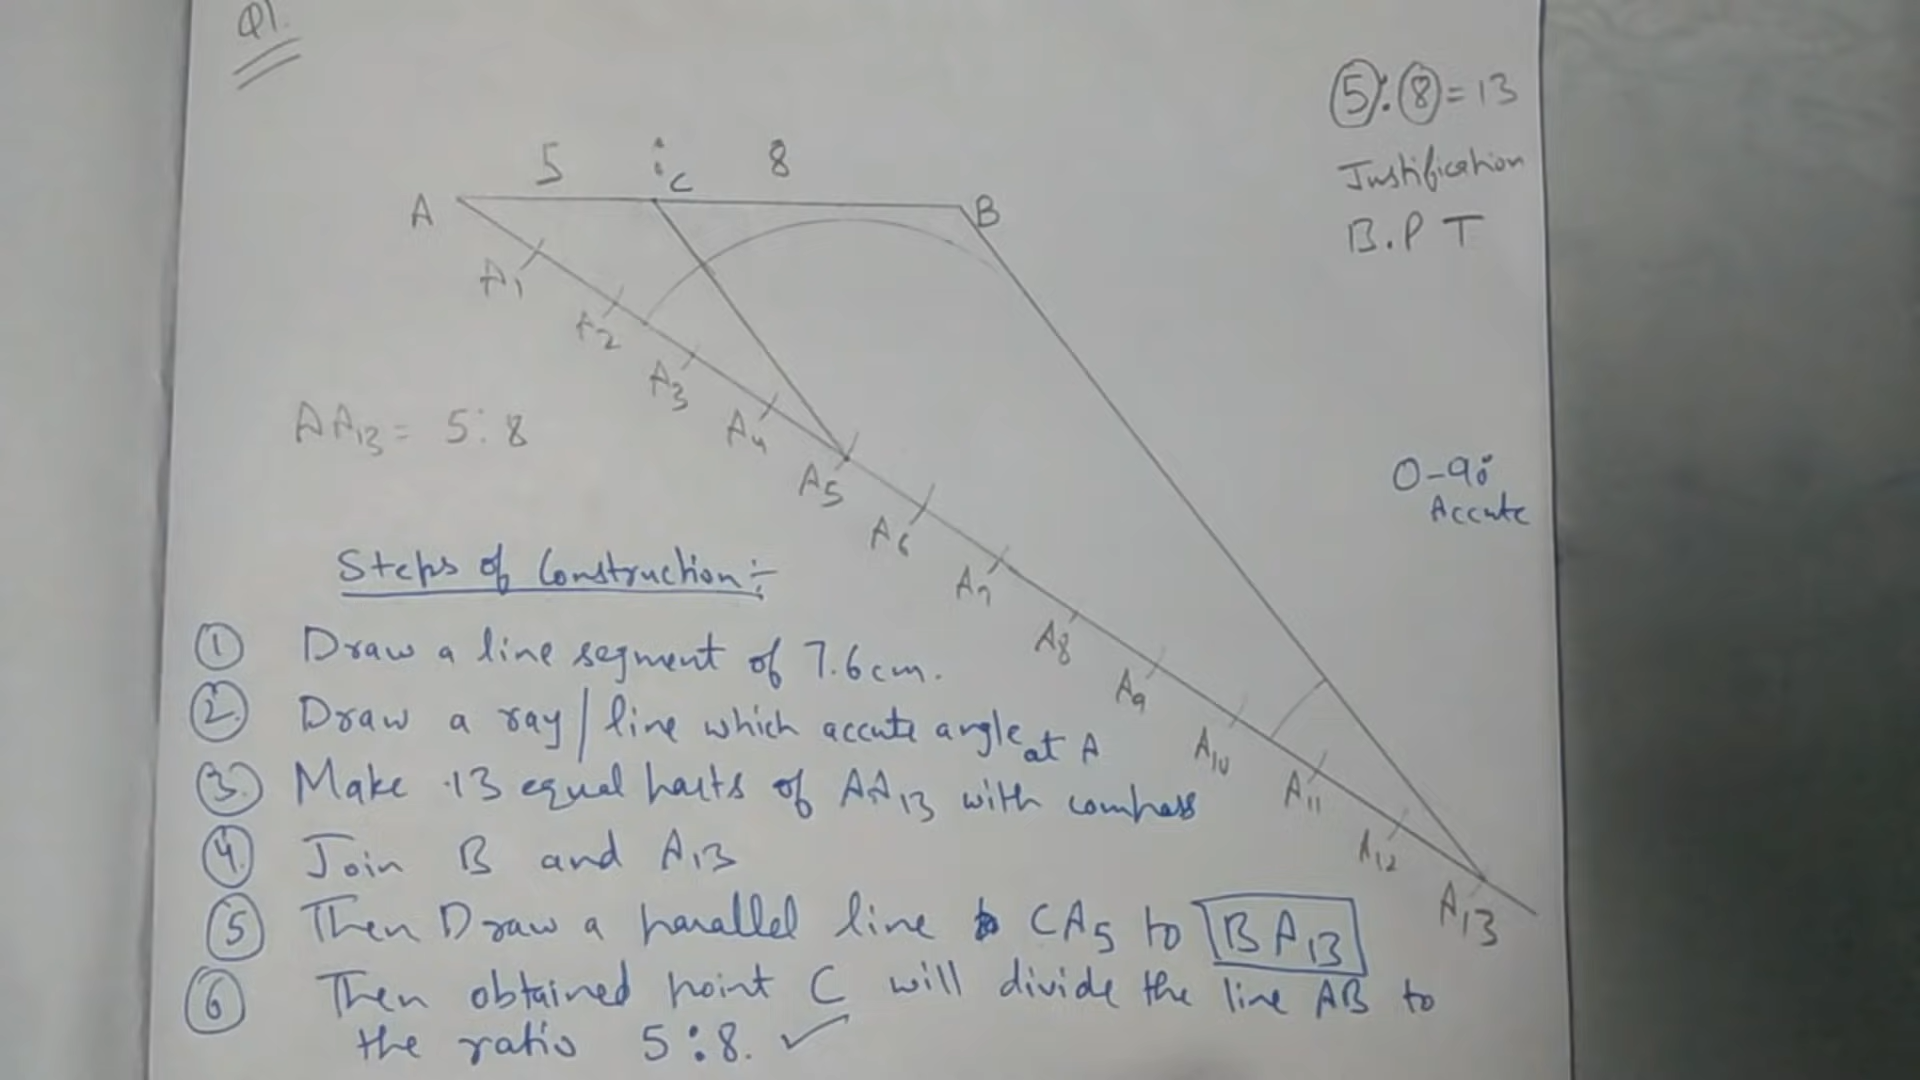 Q1.
5 : 8 = 13
Justification
B.P T
5 : 8
A C B
A1
A2
A3
A4
A5
A6
A7
A8
A9
A10
A11
A12
A13
AA13 = 5:8
0-90°
Accute
Steps of Construction:-
1 Draw a line segment of 7.6cm.
2. Draw a ray/line which accute angle at A
3. Make 13 equal parts of AA13 with compass
4. Join B and A13
5 Then Draw a parallel line CA5 to BA13
6 Then obtained point C will divide the line AB to
the ratio 5:8.